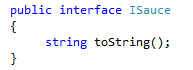 public interface ISauce
{
string toString();
}